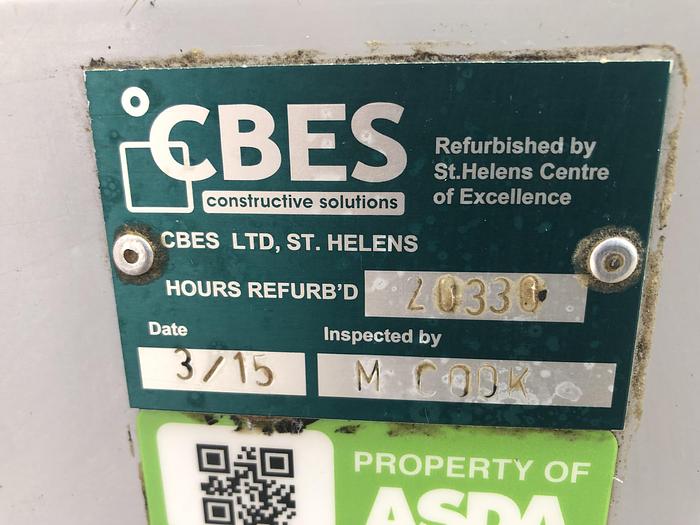 CBES
constructive solutions
Refurbished by
St.Helens Centre
of Excellence
CBES LTD, ST. HELENS
HOURS REFURB'D 20330
Date
3/15
Inspected by
M COOK
PROPERTY OF
ASDA